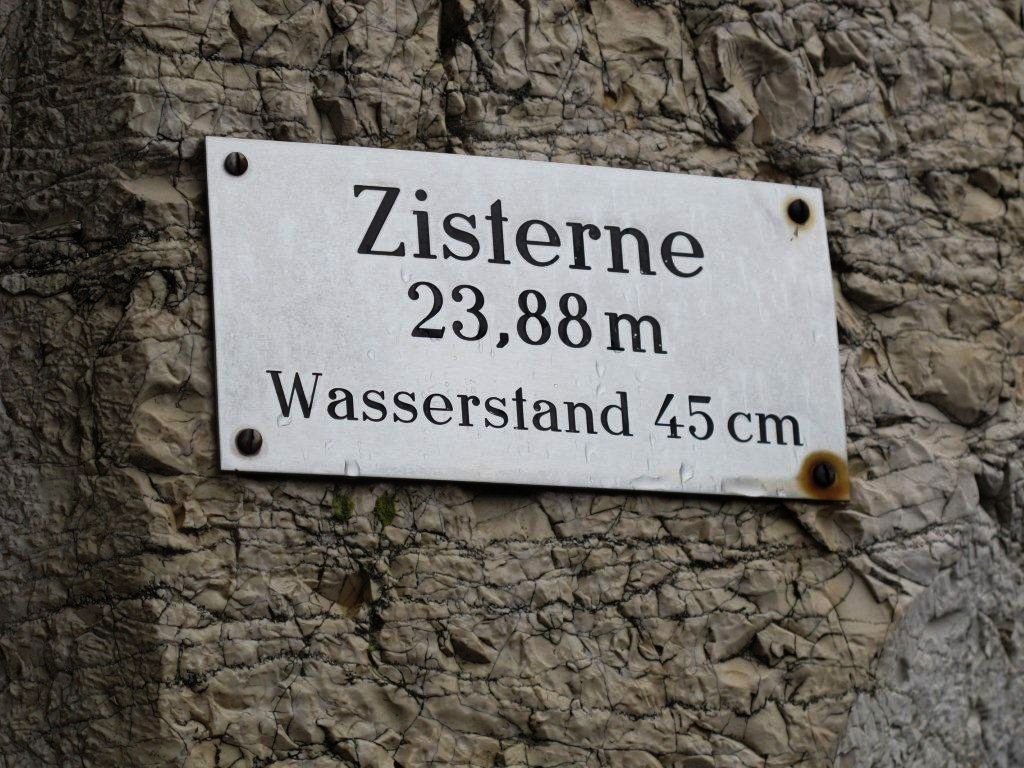 Zisterne
23,88 m
Wasserstand 45 cm